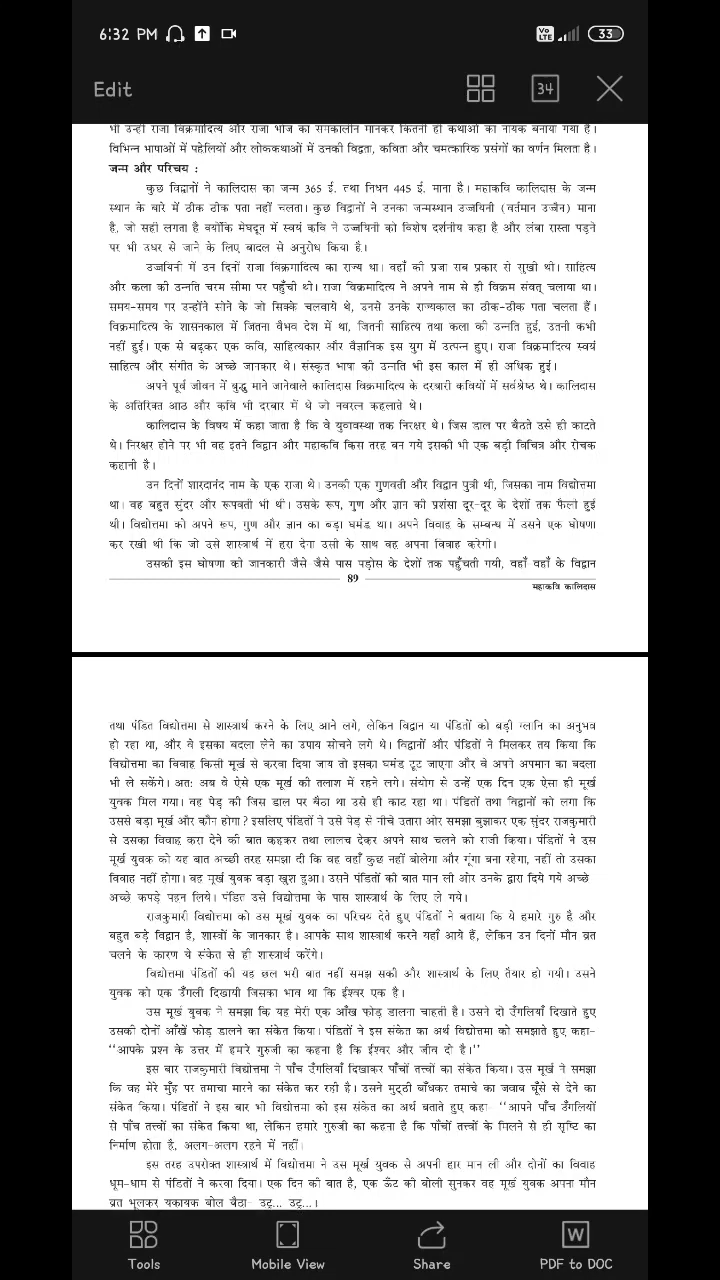 6:32 PM
Vo LTE 33
Edit
34
भी उन्हीं राजा विक्रमादित्य और राजा भोज का समकालीन मानकर कितनी ही कथाओं का नायक बनाया गया है।
विभिन्न भाषाओं में पहेलियों और लोककथाओं में उनकी विद्वता, कविता और चमत्कारिक प्रसंगों का वर्णन मिलता है।
जन्म और परिचय :
कुछ विद्वानों ने कालिदास का जन्म 365 ई. तथा निधन 445 ई. माना है। महाकवि कालिदास के जन्म
स्थान के बारे में ठीक ठीक पता नहीं चलता। कुछ विद्वानों ने उनका जन्मस्थान उज्जयिनी (वर्तमान उज्जैन) माना
है, जो सही लगता है क्योंकि मेघदूत में स्वयं कवि ने उज्जयिनी को विशेष दर्शनीय कहा है और लंबा रास्ता पड़ने
पर भी उधर से जाने के लिए बादल से अनुरोध किया है।
उज्जयिनी में उन दिनों राजा विक्रमादित्य का राज्य था। वहाँ की प्रजा सब प्रकार से सुखी थी। साहित्य
और कला की उन्नति चरम सीमा पर पहुँची थी। राजा विक्रमादित्य ने अपने नाम से ही विक्रम संवत् चलाया था।
समय-समय पर उन्होंने सोने के जो सिक्के चलवाये थे, उनसे उनके राज्यकाल का ठीक-ठीक पता चलता हैं।
विक्रमादित्य के शासनकाल में जितना वैभव देश में था, जितनी साहित्य तथा कला की उन्नति हुई, उतनी कभी
नहीं हुई। एक से बढ़कर एक कवि, साहित्यकार और वैज्ञानिक इस युग में उत्पन्न हुए। राजा विक्रमादित्य स्वयं
साहित्य और संगीत के अच्छे जानकार थे। संस्कृत भाषा की उन्नति भी इस काल में ही अधिक हुई।
अपने पूर्व जीवन में बुद्धु माने जानेवाले कालिदास विक्रमादित्य के दरबारी कवियों में सर्वश्रेष्ठ थे। कालिदास
के अतिरिक्त आठ और कवि भी दरबार में थे जो नवरत्न कहलाते थे।
कालिदास के विषय में कहा जाता है कि वे युवावस्था तक निरक्षर थे। जिस डाल पर बैठते उसे ही काटते
थे। निरक्षर होने पर भी वह इतने विद्वान और महाकवि किस तरह बन गये इसकी भी एक बड़ी विचित्र और रोचक
कहानी है।
उन दिनों शारदानंद नाम के एक राजा थे। उनकी एक गुणवती और विद्वान पुत्री थी, जिसका नाम विद्योत्तमा
था। वह बहुत सुंदर और रूपवती भी थी। उसके रूप, गुण और ज्ञान की प्रशंसा दूर-दूर के देशों तक फैली हुई
थी। विद्योत्तमा को अपने रूप, गुण और ज्ञान का बड़ा घमंड था। अपने विवाह के सम्बन्ध में उसने एक घोषणा
कर रखी थी कि जो उसे शास्त्रार्थ में हरा देगा उसी के साथ वह अपना विवाह करेगी।
उसकी इस घोषणा की जानकारी जैसे जैसे पास पड़ोस के देशों तक पहुँचती गयी, वहाँ वहाँ के विद्वान
89
महाकवि कालिदास
तथा पंडित विद्योत्तमा से शास्त्रार्थ करने के लिए आने लगे, लेकिन विद्वान या पंडितों को बड़ी ग्लानि का अनुभव
हो रहा था, और वे इसका बदला लेने का उपाय सोचने लगे थे। विद्वानों और पंडितों ने मिलकर तय किया कि
विद्योत्तमा का विवाह किसी मूर्ख से करवा दिया जाय तो इसका घमंड टूट जाएगा और वे अपने अपमान का बदला
भी ले सकेंगे। अतः अब वे ऐसे एक मूर्ख की तलाश में रहने लगे। संयोग से उन्हें एक दिन एक ऐसा ही मूर्ख
युवक मिल गया। वह पेड़ की जिस डाल पर बैठा था उसे ही काट रहा था। पंडितों तथा विद्वानों को लगा कि
उससे बड़ा मूर्ख और कौन होगा? इसलिए पंडितों ने उसे पेड़ से नीचे उतारा ओर समझा बुझाकर एक सुंदर राजकुमारी
से उसका विवाह करा देने की बात कहकर तथा लालच देकर अपने साथ चलने को राजी किया। पंडितों ने उस
मूर्ख युवक को यह बात अच्छी तरह समझा दी कि वह वहाँ कुछ नहीं बोलेगा और गूंगा बना रहेगा, नहीं तो उसका
विवाह नहीं होगा। वह मूर्ख युवक बड़ा खुश हुआ। उसने पंडितों की बात मान ली ओर उनके द्वारा दिये गये अच्छे-
अच्छे कपड़े पहन लिये। पंडित उसे विद्योत्तमा के पास शास्त्रार्थ के लिए ले गये।
राजकुमारी विद्योत्तमा को उस मूर्ख युवक का परिचय देते हुए पंडितों ने बताया कि ये हमारे गुरु है और
बहुत बड़े विद्वान है, शास्त्रों के जानकार है। आपके साथ शास्त्रार्थ करने यहाँ आये हैं, लेकिन उन दिनों मौन व्रत
चलने के कारण ये संकेत से ही शास्त्रार्थ करेंगे।
विद्योत्तमा पंडितों की यह छल भरी बात नहीं समझ सकी और शास्त्रार्थ के लिए तैयार हो गयी। उसने
युवक को एक उँगली दिखायी जिसका भाव था कि ईश्वर एक है।
उस मूर्ख युवक ने समझा कि यह मेरी एक आँख फोड़ डालना चाहती है। उसने दो उँगलियाँ दिखाते हुए
उसकी दोनों आँखें फोड़ डालने का संकेत किया। पंडितों ने इस संकेत का अर्थ विद्योत्तमा को समझाते हुए कहा-
“आपके प्रश्न के उत्तर में हमारे गुरुजी का कहना है कि ईश्वर और जीव दो है।”
इस बार राजकुमारी विद्योत्तमा ने पाँच उँगलियाँ दिखाकर पाँचों तत्त्वों का संकेत किया। उस मूर्ख ने समझा
कि वह मेरे मुँह पर तमाचा मारने का संकेत कर रही है। उसने मुट्ठी बाँधकर तमाचे का जवाब घूँसे से देने का
संकेत किया। पंडितों ने इस बार भी विद्योत्तमा को इस संकेत का अर्थ बताते हुए कहा- “आपने पाँच उँगलियों
से पाँच तत्त्वों का संकेत किया था, लेकिन हमारे गुरुजी का कहना है कि पाँचों तत्त्वों के मिलने से ही सृष्टि का
निर्माण होता है, अलग-अलग रहने में नहीं।
इस तरह उपरोक्त शास्त्रार्थ में विद्योत्तमा ने उस मूर्ख युवक से अपनी हार मान ली और दोनों का विवाह
धूम-धाम से पंडितों ने करवा दिया। एक दिन की बात है, एक ऊँट की बोली सुनकर वह मूर्ख युवक अपना मौन
व्रत भूलकर यकायक बोल बैठा- उट्र... उट्र...।
Tools
Mobile View
Share
W
PDF to DOC